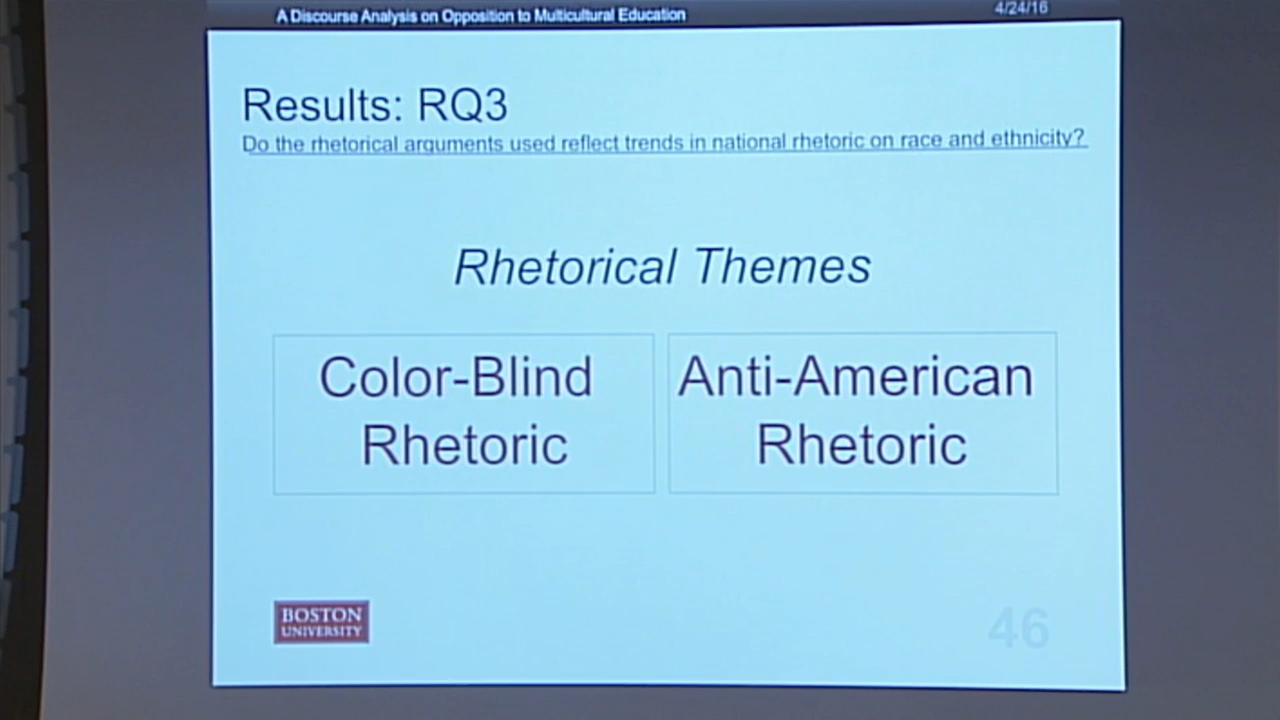 A Discourse Analysis on Opposition to Multicultural Education 4/24/16
Results: RQ3
Do the rhetorical arguments used reflect trends in national rhetoric on race and ethnicity?
Rhetorical Themes
Color-Blind
Rhetoric
Anti-American
Rhetoric
BOSTON
UNIVERSITY
46